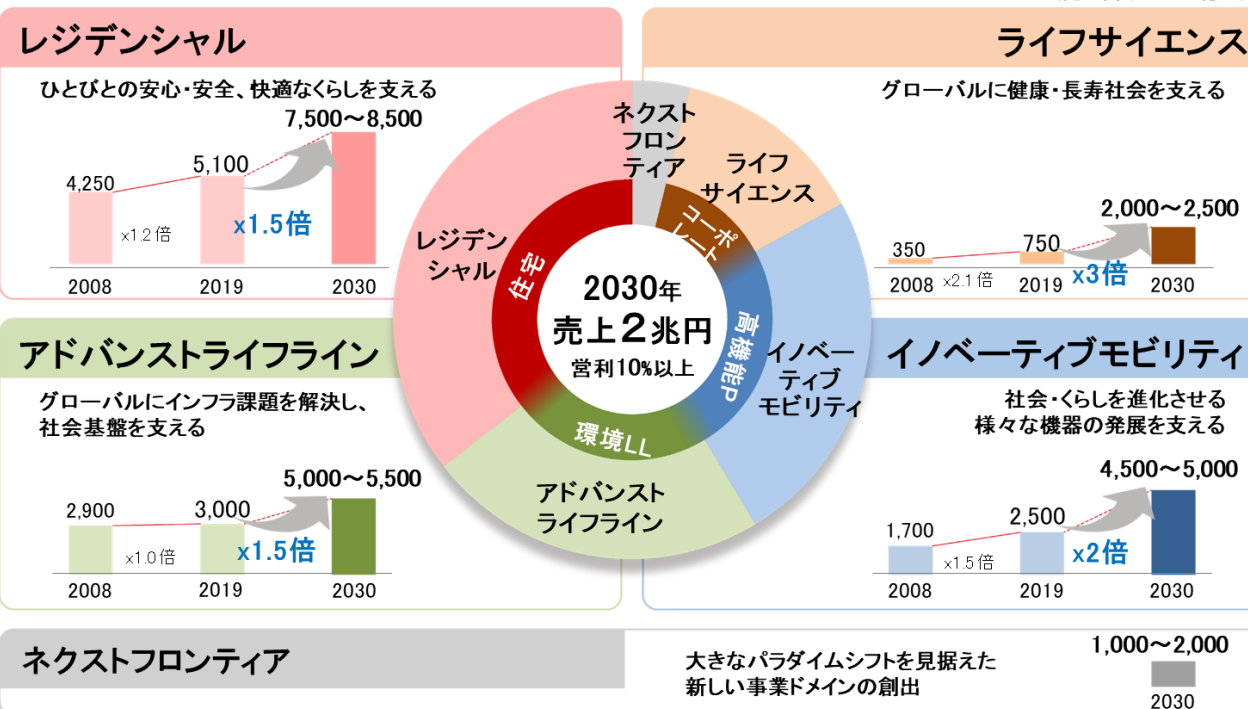 レジデンシャル
ひとびとの安心・安全、快適なくらしを支える
7,500～8,500
5,100
4,250
x1.2倍
x1.5倍
2008
2019
2030
ライフサイエンス
グローバルに健康・長寿社会を支える
2,000～2,500
750
350
x2.1倍
x3倍
2008
2019
2030
ネクスト
フロン
ティア
ライフ
サイエンス
レジデン
シャル
イノベー
ティブ
モビリティ
アドバンスト
ライフライン
住宅
コーポ
レート
高機能P
環境LL
2030年
売上2兆円
営利10%以上
アドバンストライフライン
グローバルにインフラ課題を解決し、
社会基盤を支える
5,000～5,500
2,900
3,000
x1.0倍
x1.5倍
2008
2019
2030
イノベーティブモビリティ
社会・くらしを進化させる
様々な機器の発展を支える
4,500～5,000
2,500
1,700
x1.5倍
x2倍
2008
2019
2030
ネクストフロンティア
大きなパラダイムシフトを見据えた
新しい事業ドメインの創出
1,000～2,000
2030